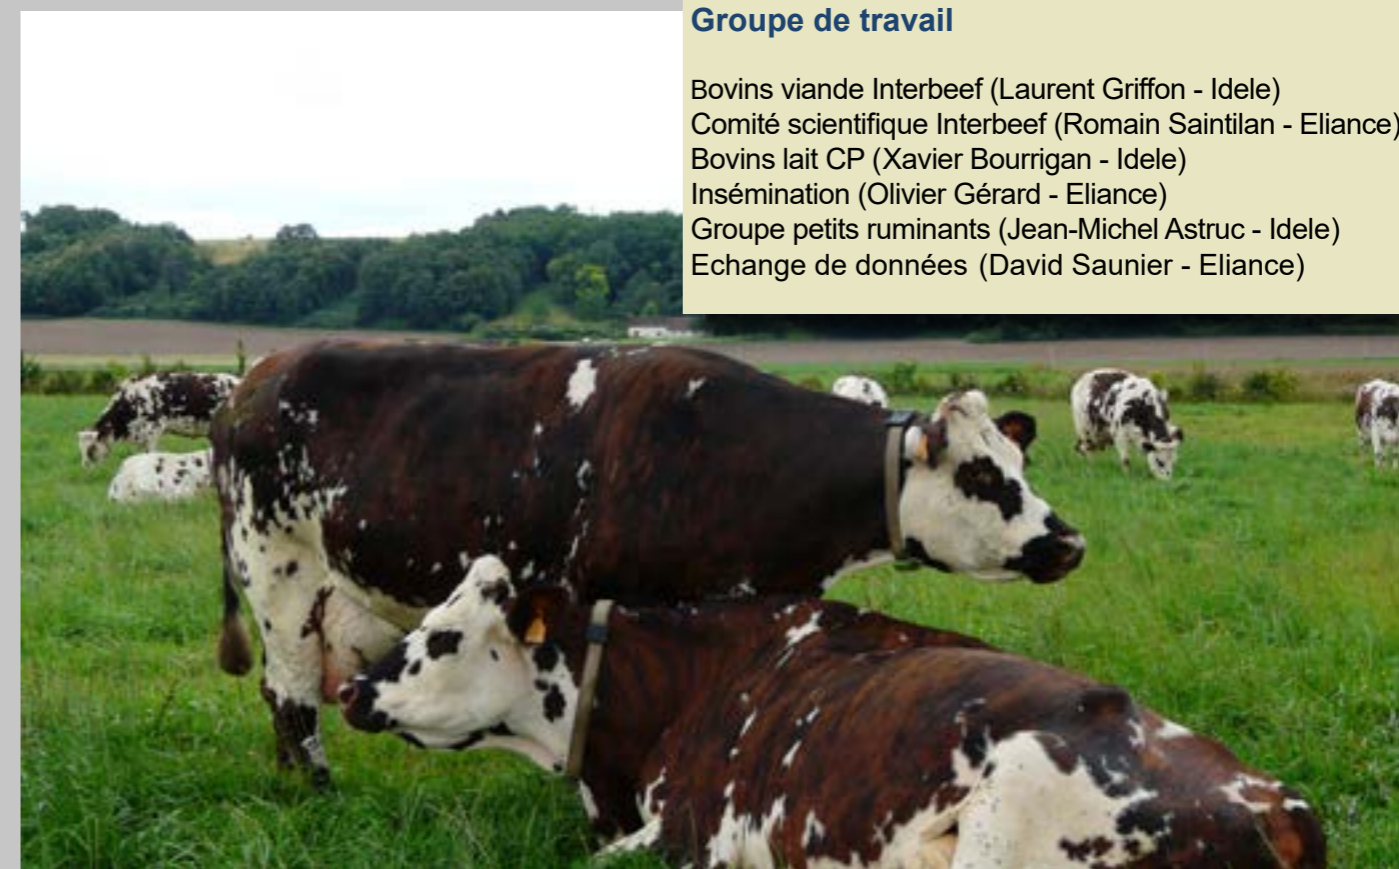 Groupe de travail
Bovins viande Interbeef (Laurent Griffon - Idele)
Comité scientifique Interbeef (Romain Saintilan - Eliance)
Bovins lait CP (Xavier Bourrigan - Idele)
Insémination (Olivier Gérard - Eliance)
Groupe petits ruminants (Jean-Michel Astruc - Idele)
Echange de données (David Saunier - Eliance)